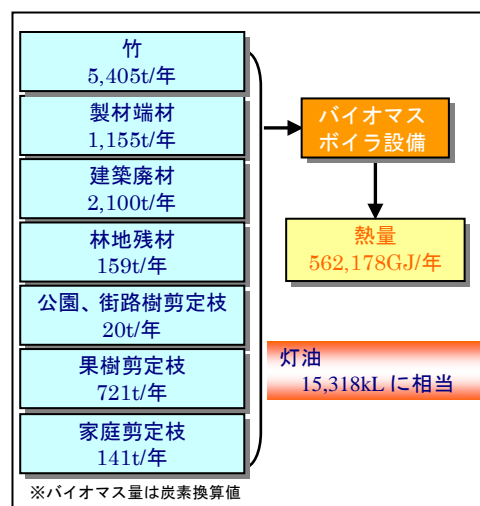 竹
5,405t/年
製材端材
1,155t/年
建築廃材
2,100t/年
林地残材
159t/年
公園、街路樹剪定枝
20t/年
果樹剪定枝
721t/年
家庭剪定枝
141t/年
※バイオマス量は炭素換算値
バイオマス
ボイラ設備
熱量
562,178GJ/年
灯油
15,318kL に相当